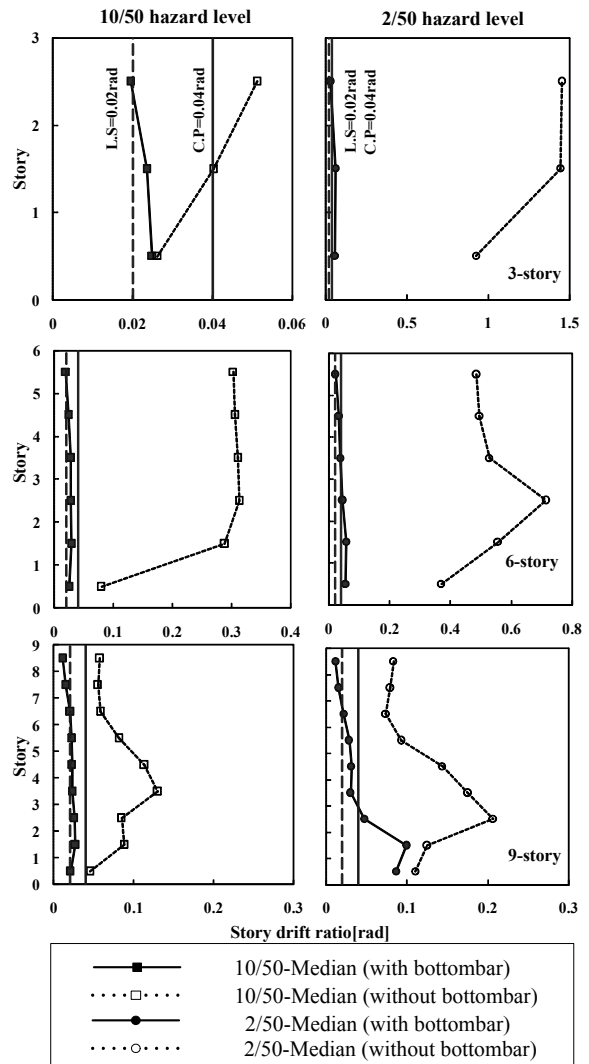 10/50 hazard level
2/50 hazard level
3
2
1
0
Story
L.S=0.02rad
C.P=0.04rad
0 0.02 0.04 0.06
L.S=0.02rad
C.P=0.04rad
3-story
0 0.5 1 1.5
6
5
4
3
2
1
0
Story
0 0.1 0.2 0.3 0.4
6-story
0 0.2 0.4 0.6 0.8
9
8
7
6
5
4
3
2
1
0
Story
0 0.1 0.2 0.3
9-story
0 0.1 0.2 0.3
Story drift ratio[rad]
10/50-Median (with bottombar)
10/50-Median (without bottombar)
2/50-Median (with bottombar)
2/50-Median (without bottombar)